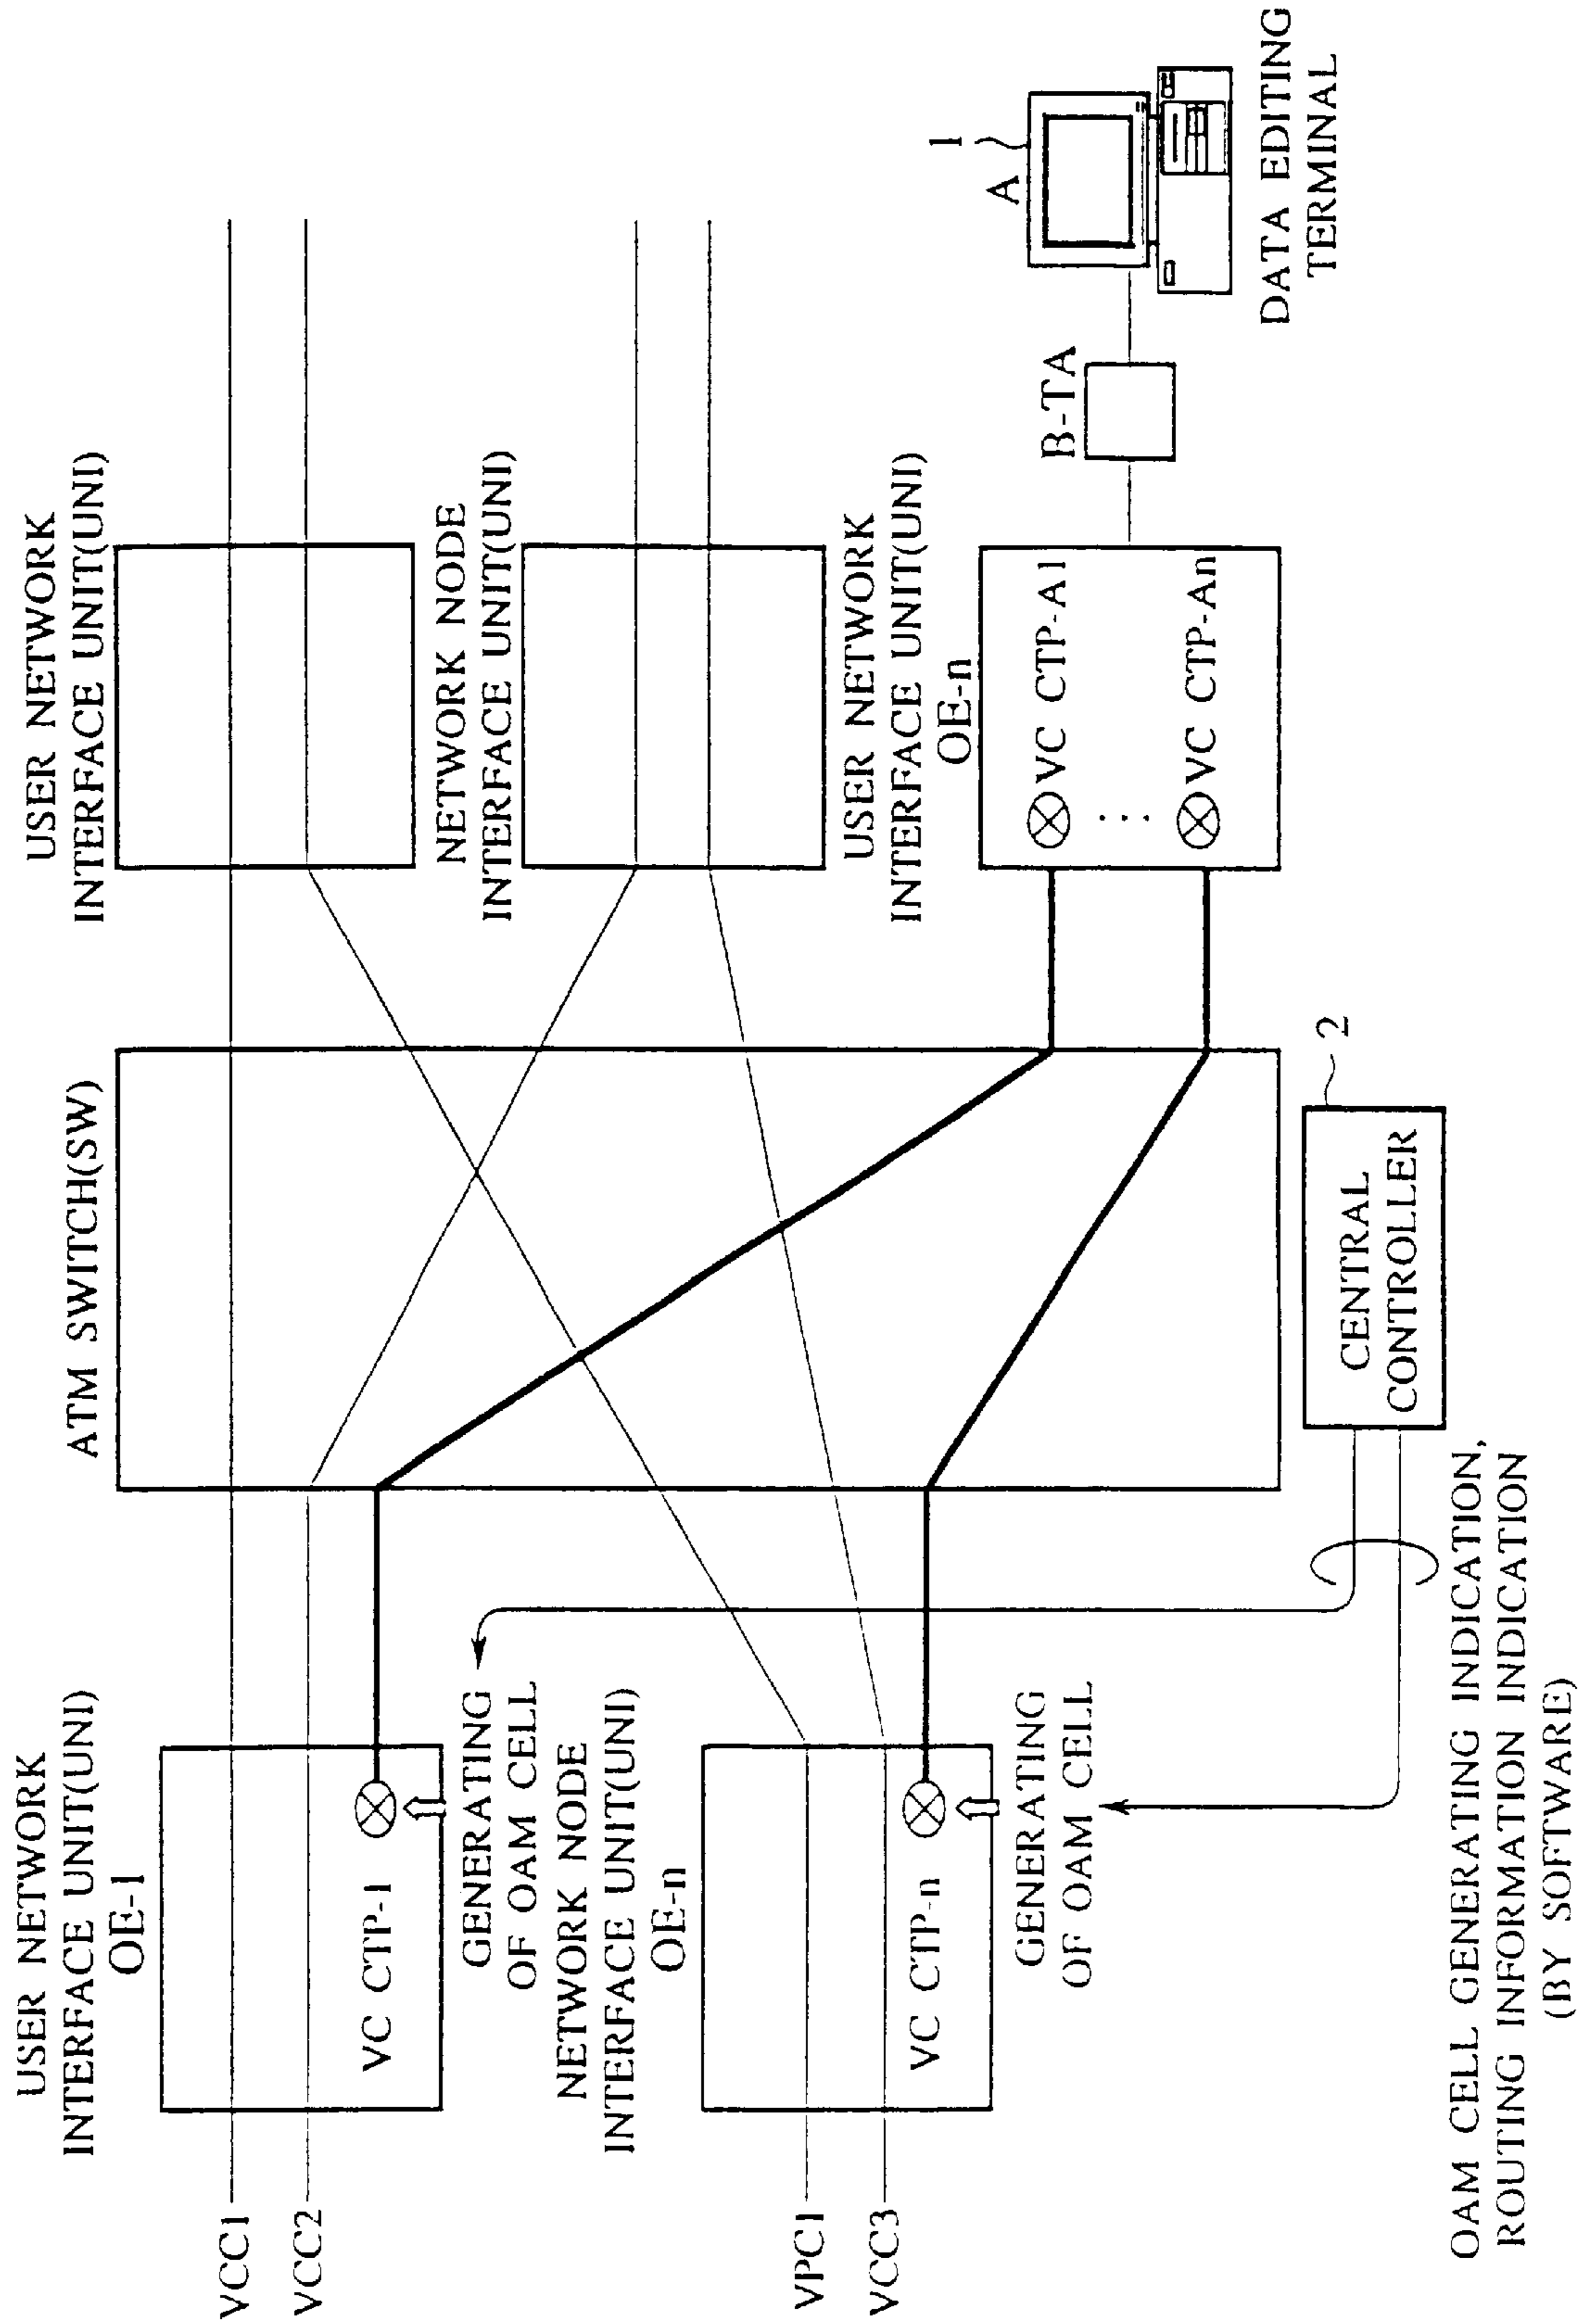 USER NETWORK
INTERFACE UNIT(UNI)
OE-1
VCC1
VCC2
VC CTP-1
GENERATING
OF OAM CELL
NETWORK NODE
INTERFACE UNIT(UNI)
OE-n
VPC1
VCC3
VC CTP-n
GENERATING
OF OAM CELL
OAM CELL GENERATING INDICATION,
ROUTING INFORMATION INDICATION
(BY SOFTWARE)
ATM SWITCH(SW)
CENTRAL
CONTROLLER
2
USER NETWORK
INTERFACE UNIT(UNI)
NETWORK NODE
INTERFACE UNIT(UNI)
USER NETWORK
INTERFACE UNIT(UNI)
OE-n
VC CTP-A1
VC CTP-An
B-TA
A
1
DATA EDITING
TERMINAL